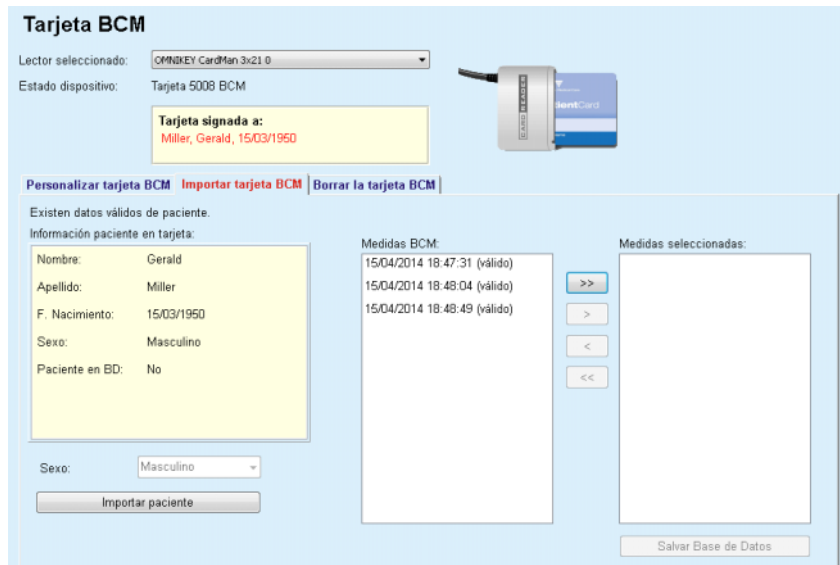 Tarjeta BCM
Lector seleccionado: OMNIKEY CardMan 3x21 0
Estado dispositivo: Tarjeta 5008 BCM
Tarjeta signada a:
Miller, Gerald, 15/03/1950
CARD READER
ientCard
Personalizar tarjeta BCM Importar tarjeta BCM Borrar la tarjeta BCM
Existen datos válidos de paciente.
Información paciente en tarjeta:
Nombre: Gerald
Apellido: Miller
F. Nacimiento: 15/03/1950
Sexo: Masculino
Paciente en BD: No
Sexo: Masculino
Importar paciente
Medidas BCM:
15/04/2014 18:47:31 (válido)
15/04/2014 18:48:04 (válido)
15/04/2014 18:48:49 (válido)
>>
>
<
<<
Medidas seleccionadas:
Salvar Base de Datos